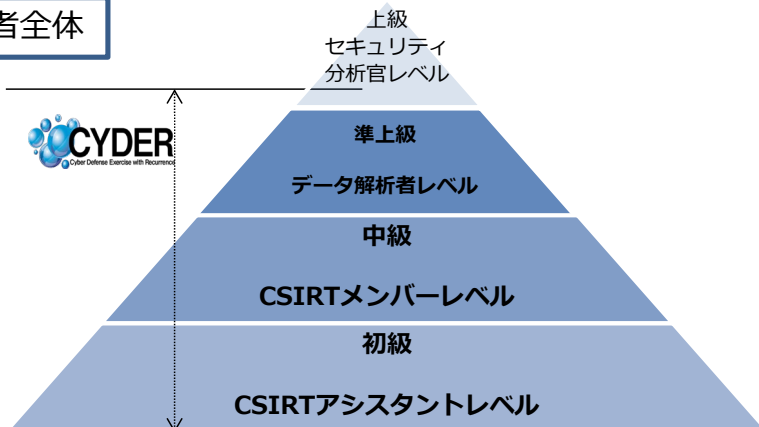 者全体
上級
セキュリティ
分析官レベル
CYDER
Cyber Defense Exercise with Recurrence
準上級
データ解析者レベル
中級
CSIRTメンバーレベル
初級
CSIRTアシスタントレベル